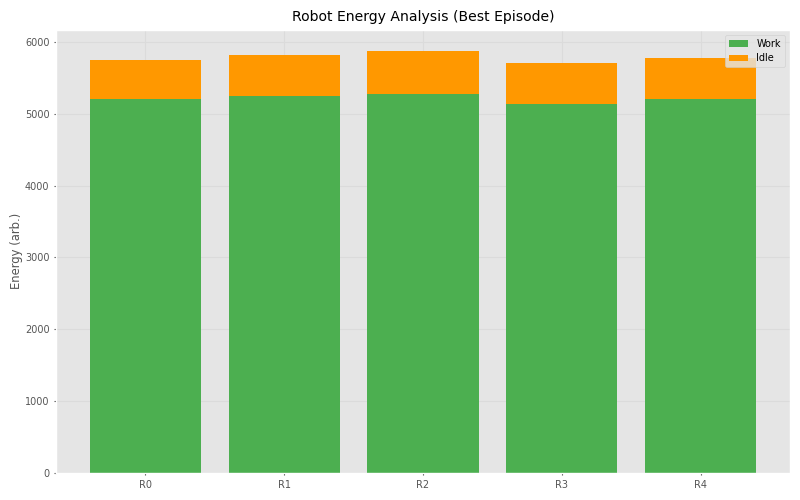 Robot Energy Analysis (Best Episode)
Work
Idle
6000
5000
4000
3000
2000
1000
0
Energy (arb.)
R0 R1 R2 R3 R4